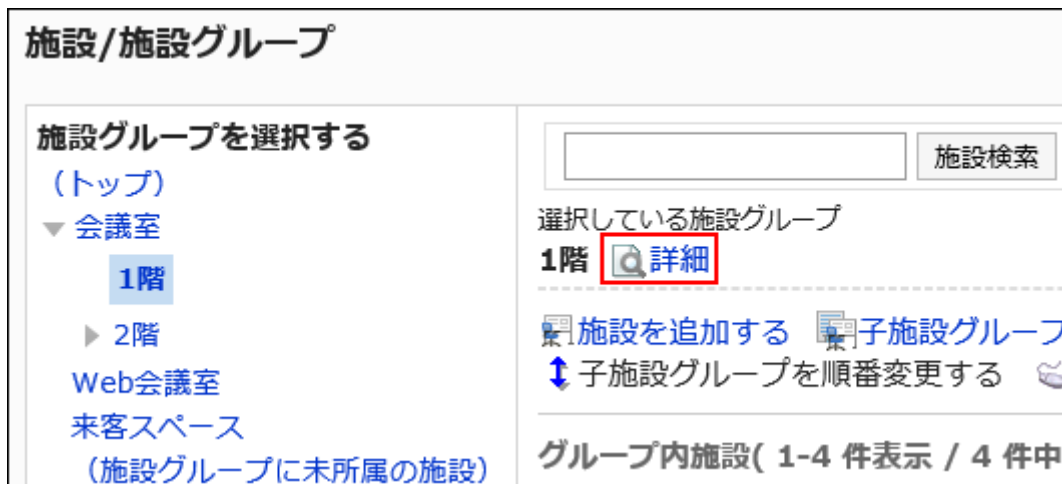 施設/施設グループ
施設グループを選択する
(トップ)
会議室
1階
2階
Web会議室
来客スペース
(施設グループに未所属の施設)
施設検索
選択している施設グループ
1階 詳細
施設を追加する 子施設グループ
子施設グループを順番変更する
グループ内施設( 1-4 件表示 / 4 件中